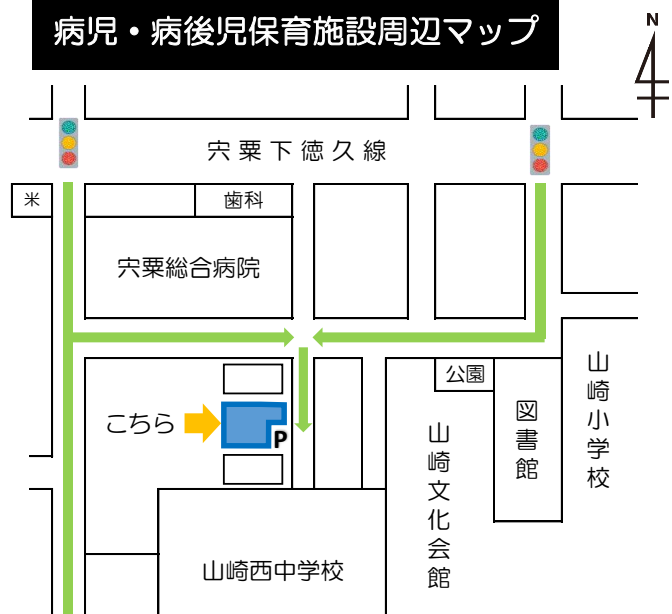 病児・病後児保育施設周辺マップ
N
宍粟下徳久線
米
歯科
宍粟総合病院
公園
こちら
P
図書館
山崎小学校
山崎文化会館
山崎西中学校